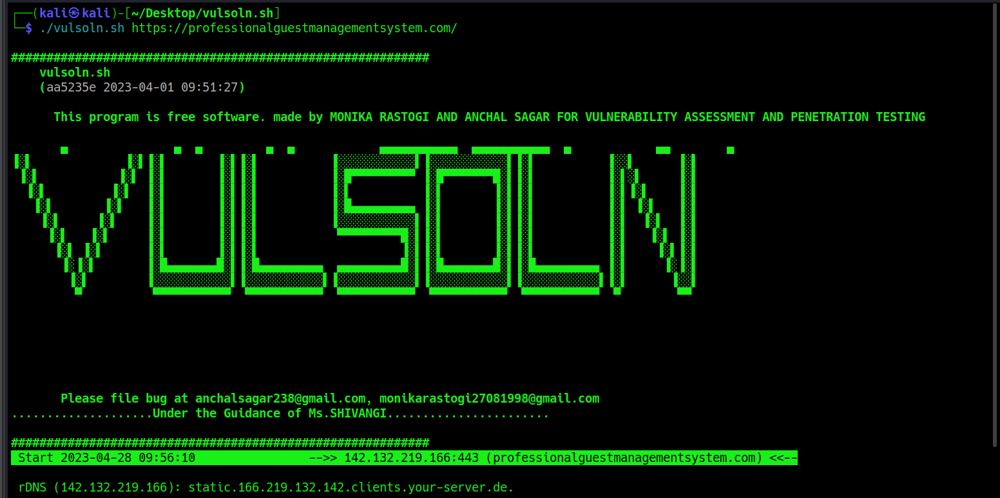 ┌──(kali㉿kali)-[~/Desktop/vulsoln.sh]
└─$ ./vulsoln.sh https://professionalguestmanagementsystem.com/
###########################################################
vulsoln.sh
(aa5235e 2023-04-01 09:51:27)
This program is free software. made by MONIKA RASTOGI AND ANCHAL SAGAR FOR VULNERABILITY ASSESSMENT AND PENETRATION TESTING
VULSOLN
Please file bug at anchalsagar238@gmail.com, monikarastogi27081998@gmail.com
....................Under the Guidance of Ms.SHIVANGI.......................
###########################################################
Start 2023-04-28 09:56:10 -->> 142.132.219.166:443 (professionalguestmanagementsystem.com) <<--
rDNS (142.132.219.166): static.166.219.132.142.clients.your-server.de.